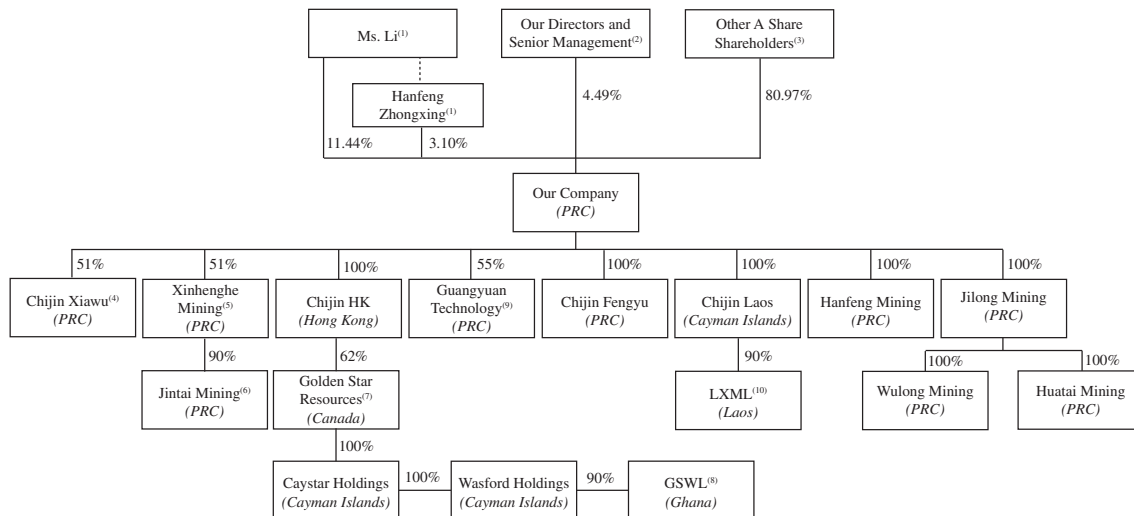 Ms. Li(1)
Our Directors and
Senior Management(2)
Other A Share
Shareholders(3)
Hanfeng
Zhongxing(1)
4.49%
80.97%
11.44%
3.10%
Our Company
(PRC)
51%
51%
100%
55%
100%
100%
100%
100%
Chijin Xiawu(4)
(PRC)
Xinhenghe
Mining(5)
(PRC)
Chijin HK
(Hong Kong)
Guangyuan
Technology(9)
(PRC)
Chijin Fengyu
(PRC)
Chijin Laos
(Cayman Islands)
Hanfeng Mining
(PRC)
Jilong Mining
(PRC)
90%
62%
90%
100%
100%
Jintai Mining(6)
(PRC)
Golden Star
Resources(7)
(Canada)
LXML(10)
(Laos)
Wulong Mining
(PRC)
Huatai Mining
(PRC)
100%
Caystar Holdings
(Cayman Islands)
100%
Wasford Holdings
(Cayman Islands)
90%
GSWL(8)
(Ghana)